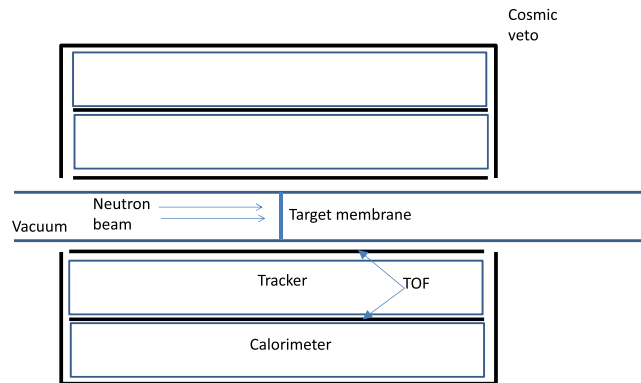 Cosmic
veto
Neutron
beam
Target membrane
Vacuum
Tracker
TOF
Calorimeter